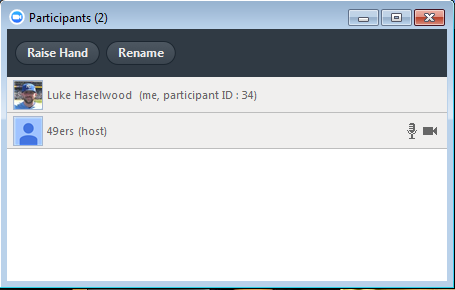 Participants (2)
Raise Hand Rename
Luke Haselwood (me, participant ID : 34)
49ers (host)